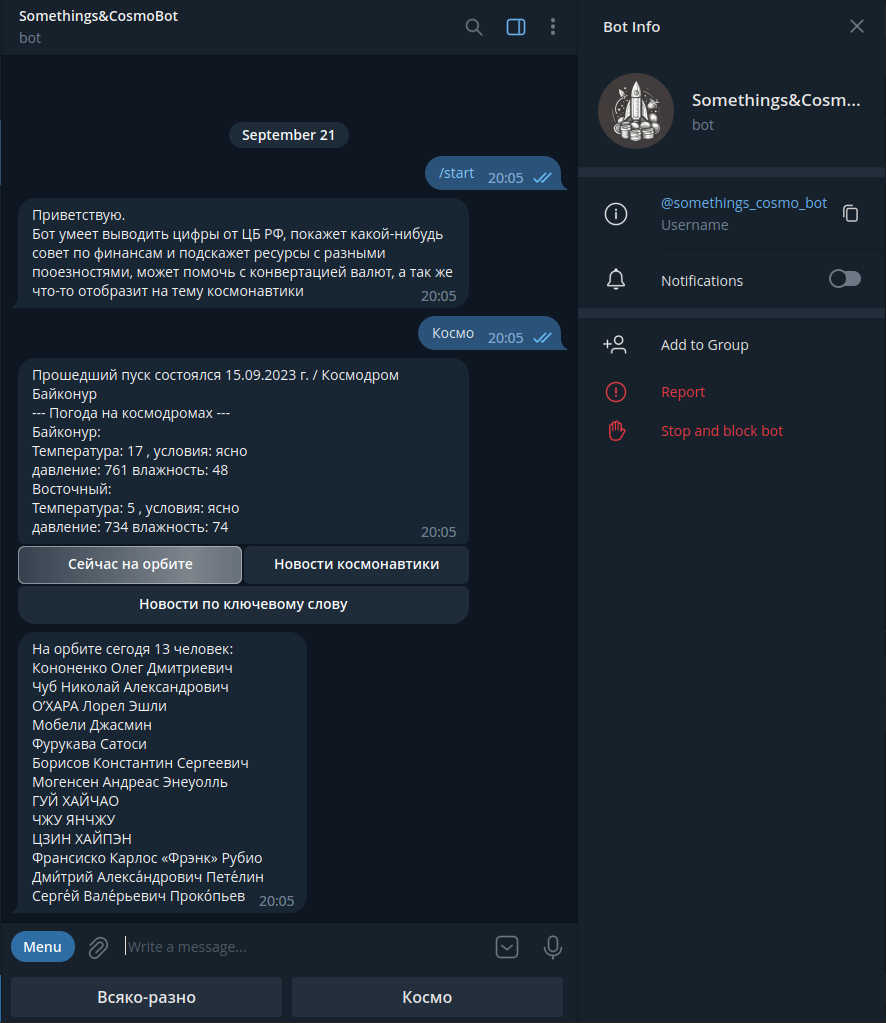 Somethings&CosmoBot
bot
September 21
/start 20:05
Приветствую.
Бот умеет выводить цифры от ЦБ РФ, покажет какой-нибудь
совет по финансам и подскажет ресурсы с разными
пооезностями, может помочь с конвертацией валют, а так же
что-то отобразит на тему космонавтики
20:05
Космо 20:05
Прошедший пуск состоялся 15.09.2023 г. / Космодром
Байконур
--- Погода на космодромах ---
Байконур:
Температура: 17 , условия: ясно
давление: 761 влажность: 48
Восточный:
Температура: 5 , условия: ясно
давление: 734 влажность: 74
20:05
Сейчас на орбите
Новости космонавтики
Новости по ключевому слову
На орбите сегодя 13 человек:
Кононенко Олег Дмитриевич
Чуб Николай Александрович
О’ХАРА Лорел Эшли
Мобели Джасмин
Фурукава Сатоси
Борисов Константин Сергеевич
Могенсен Андреас Энеуолль
ГУЙ ХАЙЧАО
ЧЖУ ЯНЧЖУ
ЦЗИН ХАЙПЭН
Франсиско Карлос «Фрэнк» Рубио
Дми́трий Алекса́ндрович Пете́лин
Серге́й Вале́рьевич Проко́пьев
20:05
Menu
Write a message...
Всяко-разно
Космо
Bot Info
Somethings&Cosm...
bot
@somethings_cosmo_bot
Username
Notifications
Add to Group
Report
Stop and block bot